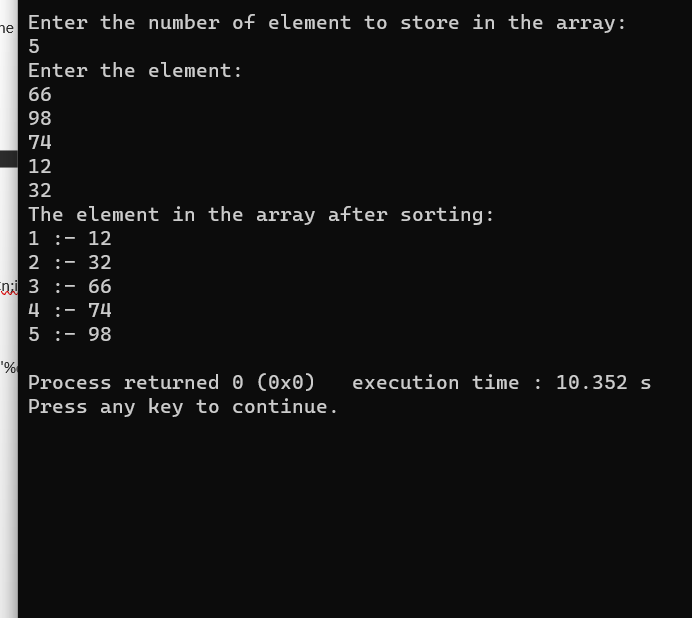 Enter the number of element to store in the array:
5
Enter the element:
66
98
74
12
32
The element in the array after sorting:
1 :- 12
2 :- 32
3 :- 66
4 :- 74
5 :- 98
Process returned 0 (0x0)   execution time : 10.352 s
Press any key to continue.